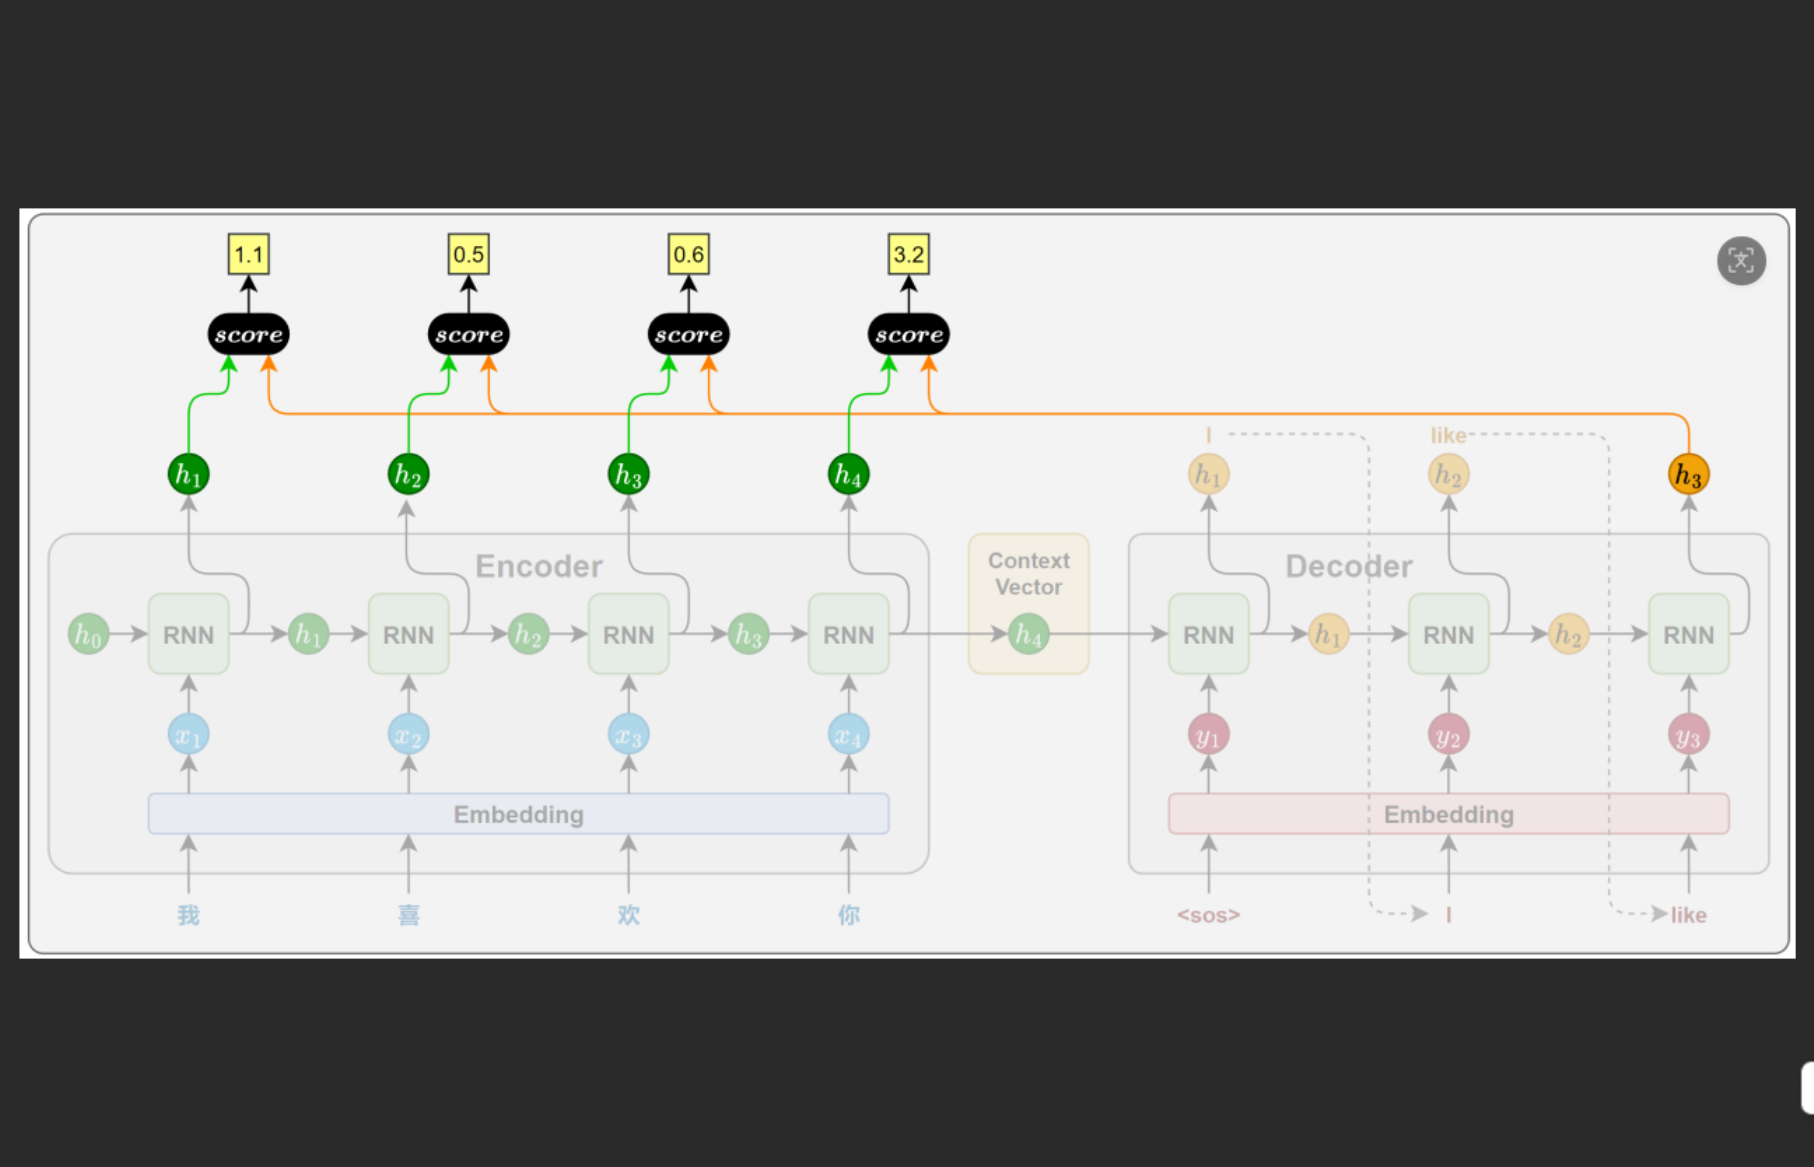 1.1 0.5 0.6 3.2
score score score score
I like
h₁ h₂ h₃ h₄ h₁ h₂ h₃
Encoder
Context
Vector
Decoder
h₀ RNN h₁ RNN h₂ RNN h₃ RNN h₄ RNN h₁ RNN h₂ RNN
x₁ x₂ x₃ x₄ y₁ y₂ y₃
Embedding Embedding
我 喜 欢 你 <sos> I like